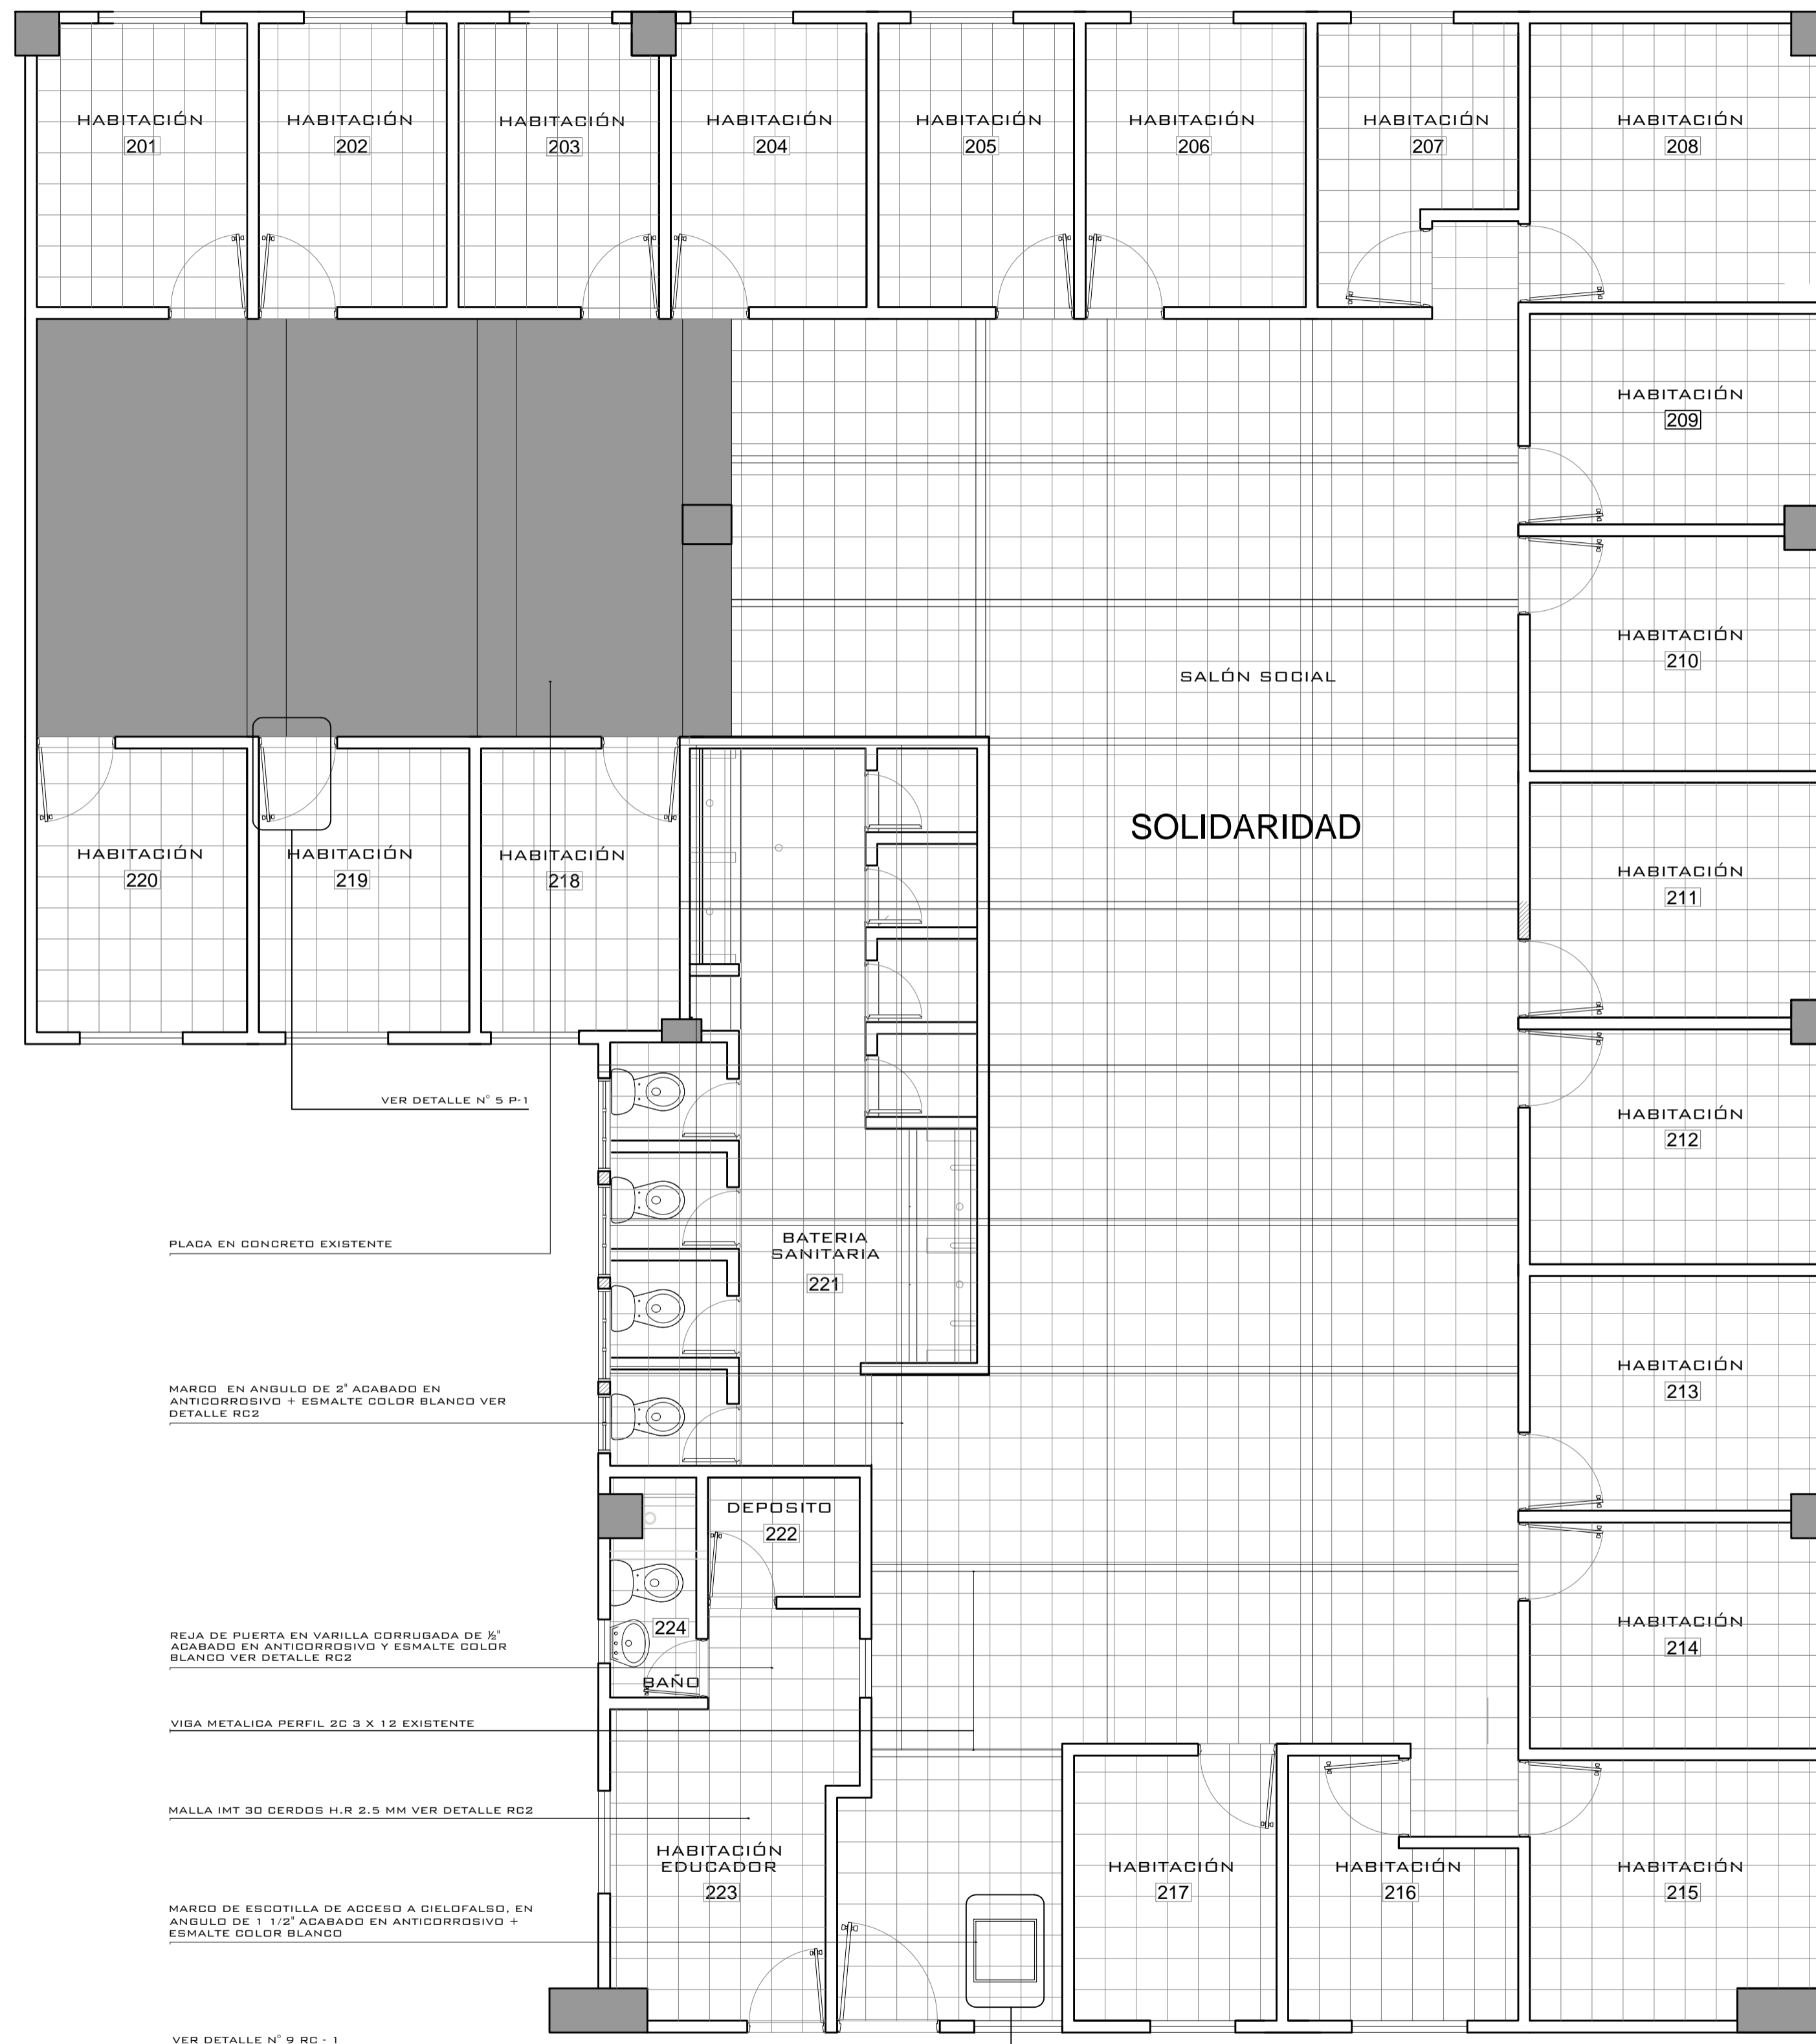 HABITACIÓN
201
HABITACIÓN
202
HABITACIÓN
203
HABITACIÓN
204
HABITACIÓN
205
HABITACIÓN
206
HABITACIÓN
207
HABITACIÓN
208
HABITACIÓN
209
HABITACIÓN
210
SALÓN SOCIAL
SOLIDARIDAD
HABITACIÓN
220
HABITACIÓN
219
HABITACIÓN
218
HABITACIÓN
211
VER DETALLE N° 5 P-1
HABITACIÓN
212
PLACA EN CONCRETO EXISTENTE
BATERIA
SANITARIA
221
HABITACIÓN
213
MARCO EN ANGULO DE 2" ACABADO EN
ANTICORROSIVO + ESMALTE COLOR BLANCO VER
DETALLE RC2
DEPOSITO
222
224
BAÑO
HABITACIÓN
214
REJA DE PUERTA EN VARILLA CORRUGADA DE ½"
ACABADO EN ANTICORROSIVO Y ESMALTE COLOR
BLANCO VER DETALLE RC2
VIGA METALICA PERFIL 2C 3 X 12 EXISTENTE
MALLA IMT 30 CERDOS H.R 2.5 MM VER DETALLE RC2
HABITACIÓN
EDUCADOR
223
HABITACIÓN
217
HABITACIÓN
216
HABITACIÓN
215
MARCO DE ESCOTILLA DE ACCESO A CIELOFALSO, EN
ANGULO DE 1 1/2" ACABADO EN ANTICORROSIVO +
ESMALTE COLOR BLANCO
VER DETALLE N° 9 RC - 1